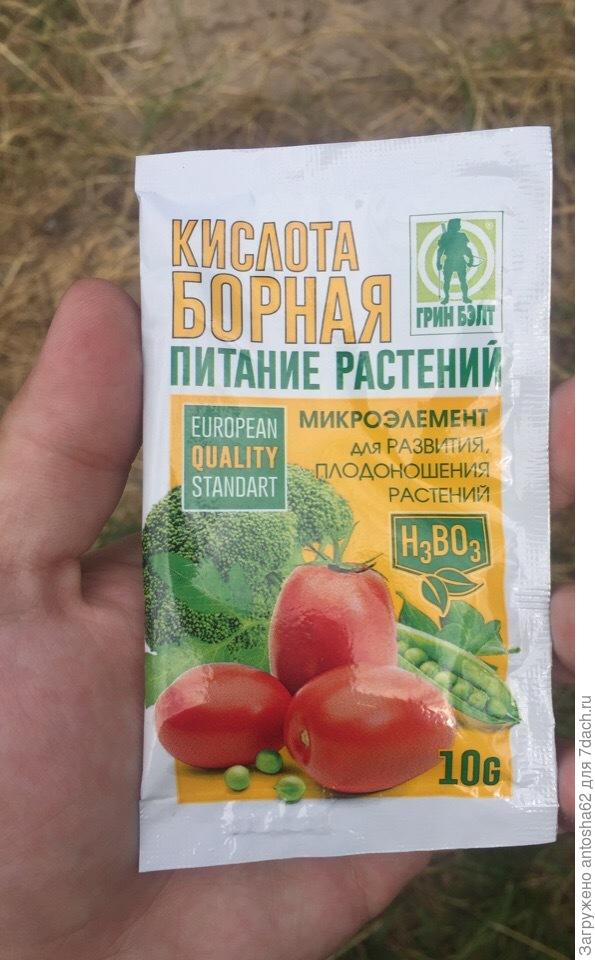 КИСЛОТА
БОРНАЯ
ГРИН БЭЛТ
ПИТАНИЕ РАСТЕНИЙ
EUROPEAN
QUALITY
STANDART
МИКРОЭЛЕМЕНТ
для РАЗВИТИЯ,
ПЛОДОНОШЕНИЯ
РАСТЕНИЙ
H₃BO₃
10G
Загружено antosha62 для 7dach.ru